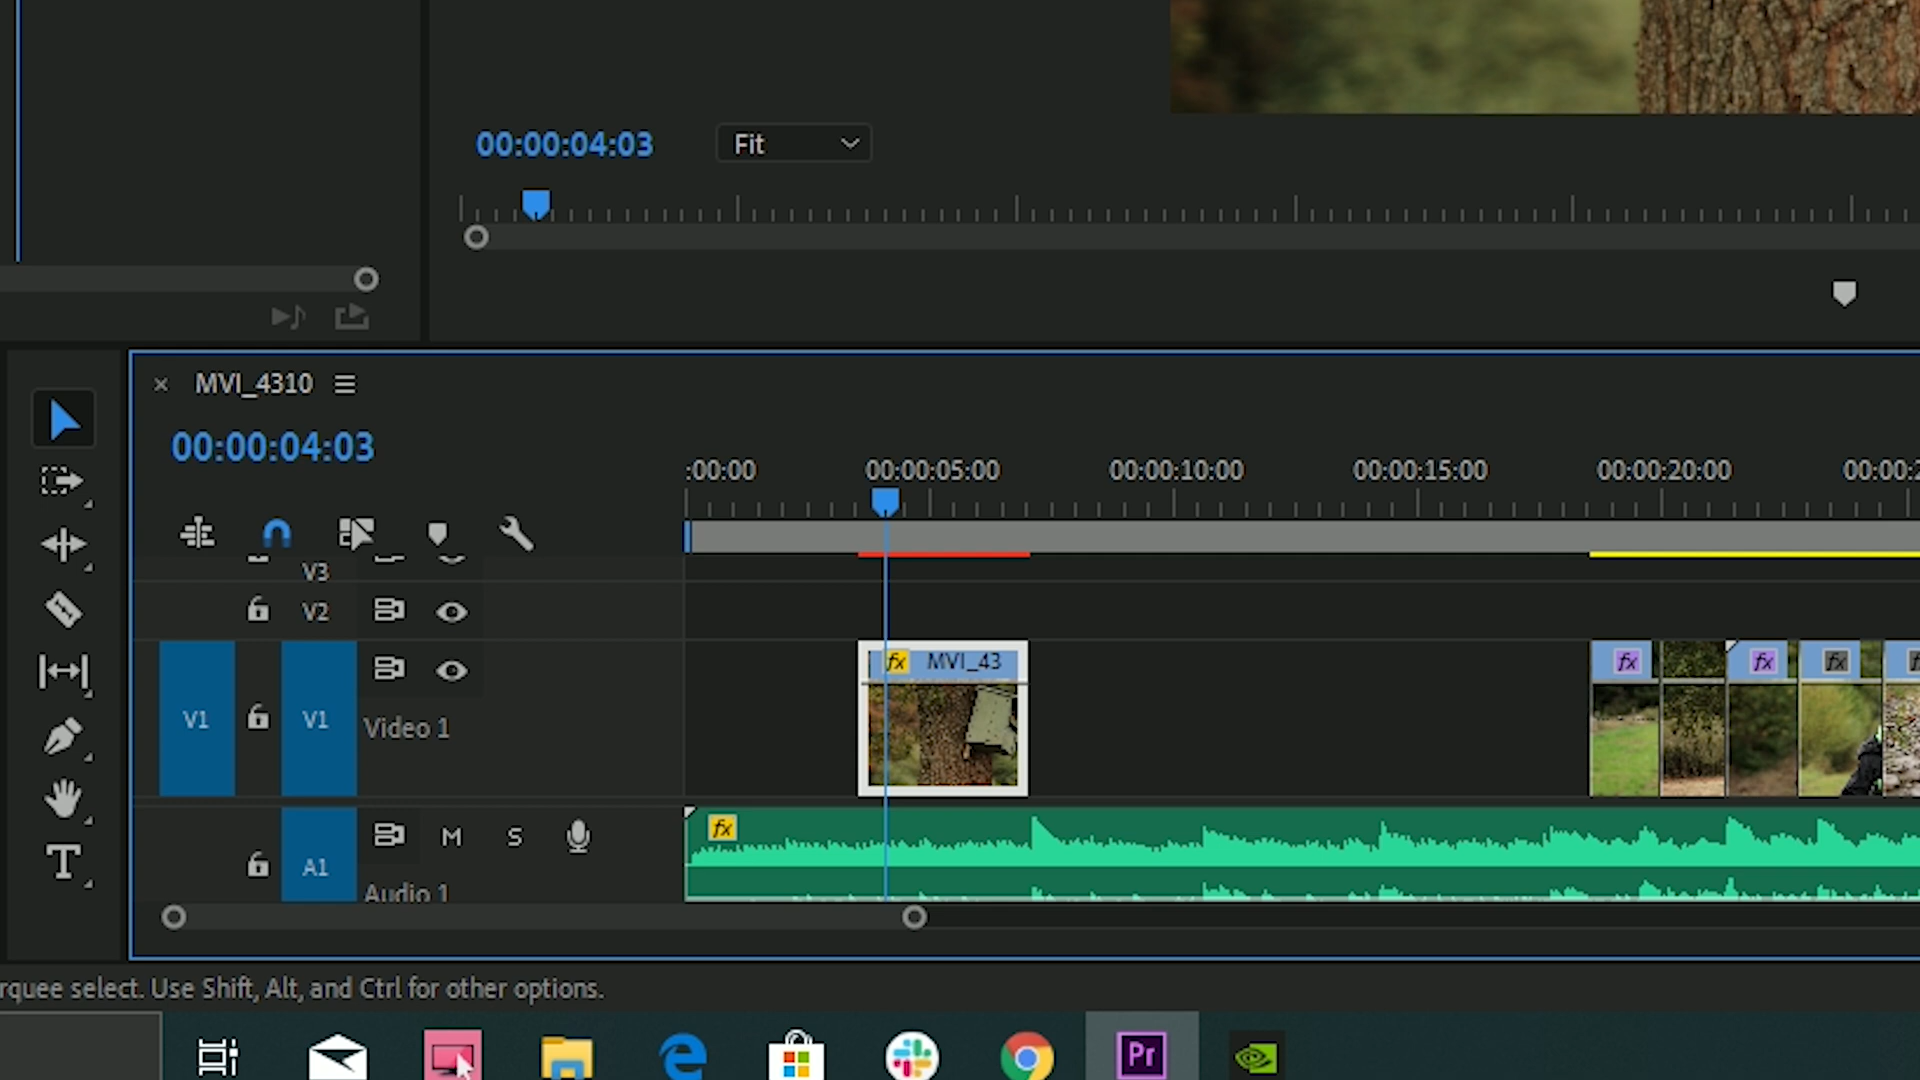 00:00:04:03 Fit
MVI_4310
00:00:04:03
:00:00 00:00:05:00 00:00:10:00 00:00:15:00 00:00:20:00 00:00:2
V3
V2
fx MVI_43 fx fx fx
V1 V1 Video 1
fx
M S
A1
Audio 1
rquee select. Use Shift, Alt, and Ctrl for other options.
Pr